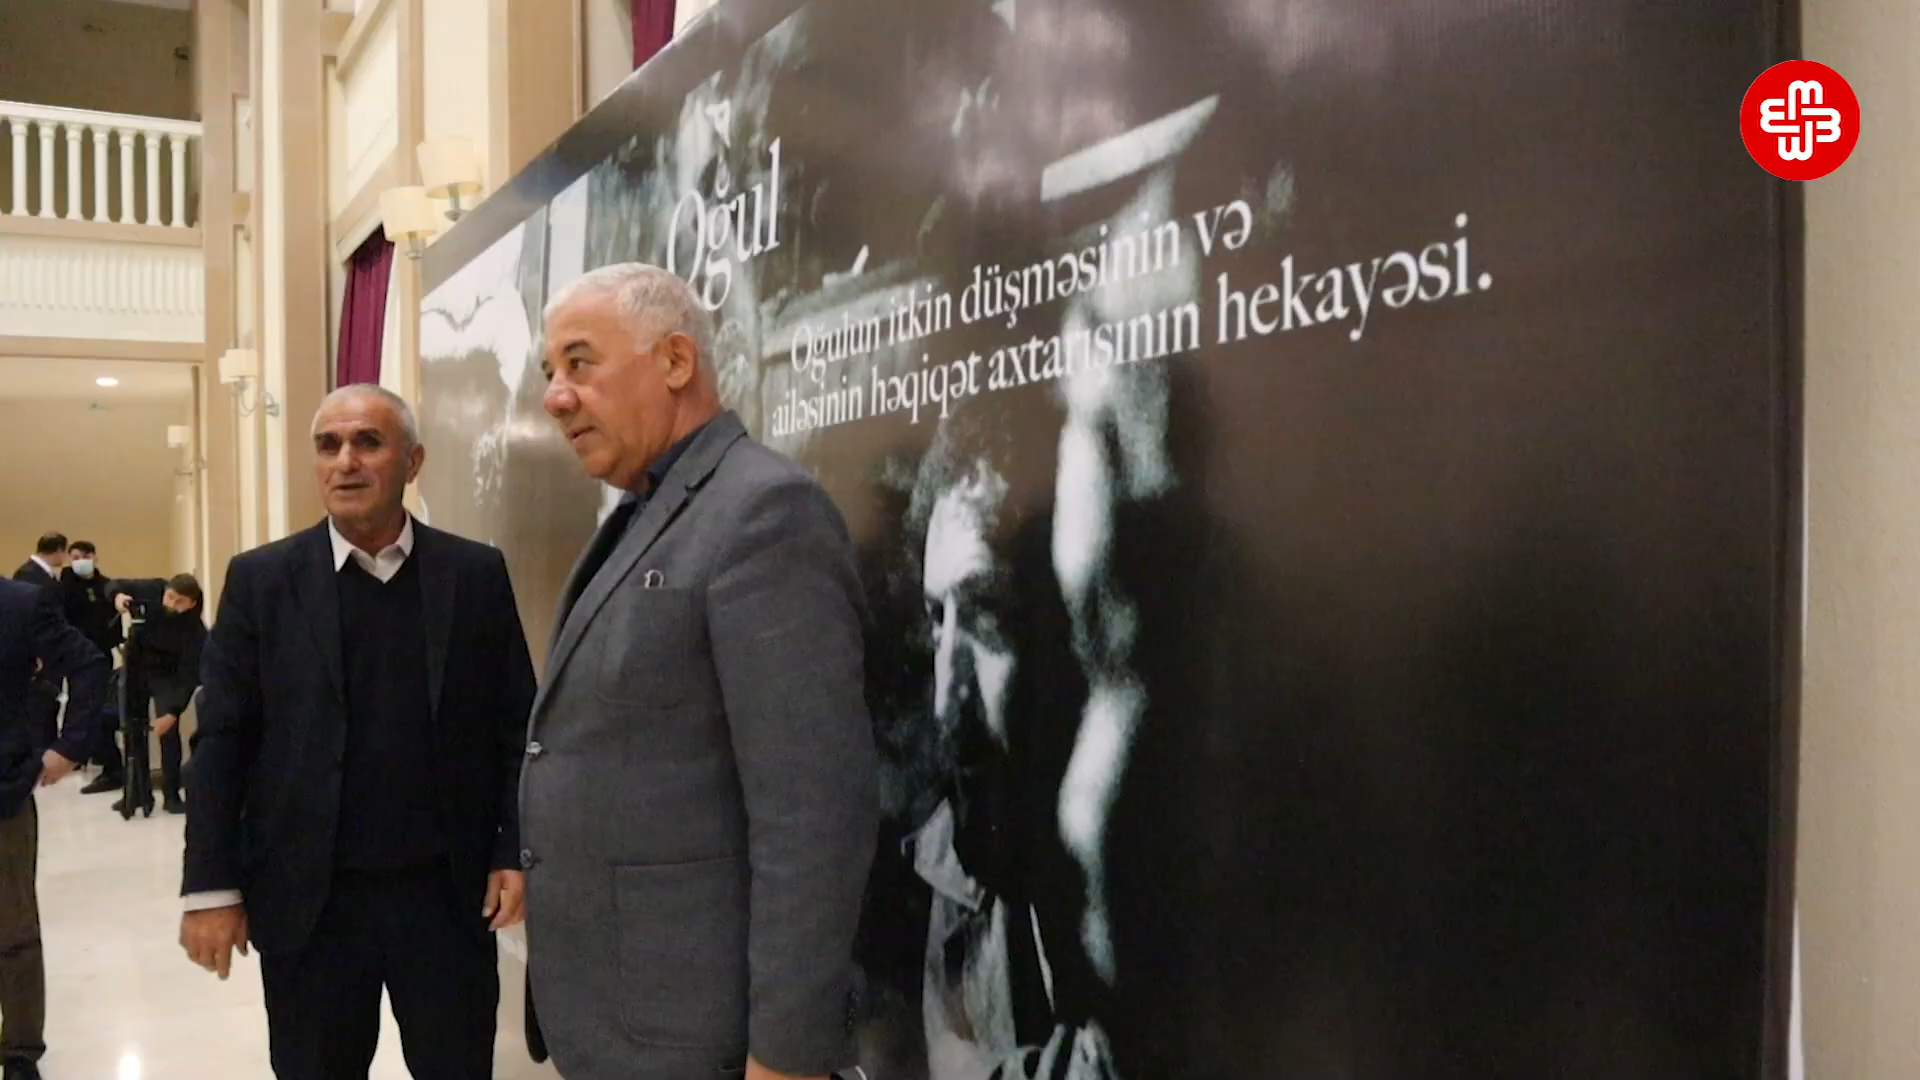 Oğul
Oğulun itkin düşməsinin və
ailəsinin həqiqət axtarışının hekayəsi.